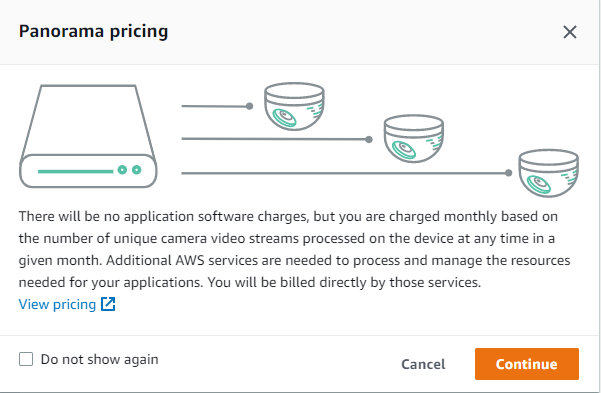 Panorama pricing
There will be no application software charges, but you are charged monthly based on
the number of unique camera video streams processed on the device at any time in a
given month. Additional AWS services are needed to process and manage the resources
needed for your applications. You will be billed directly by those services.
View pricing
Do not show again
Cancel
Continue